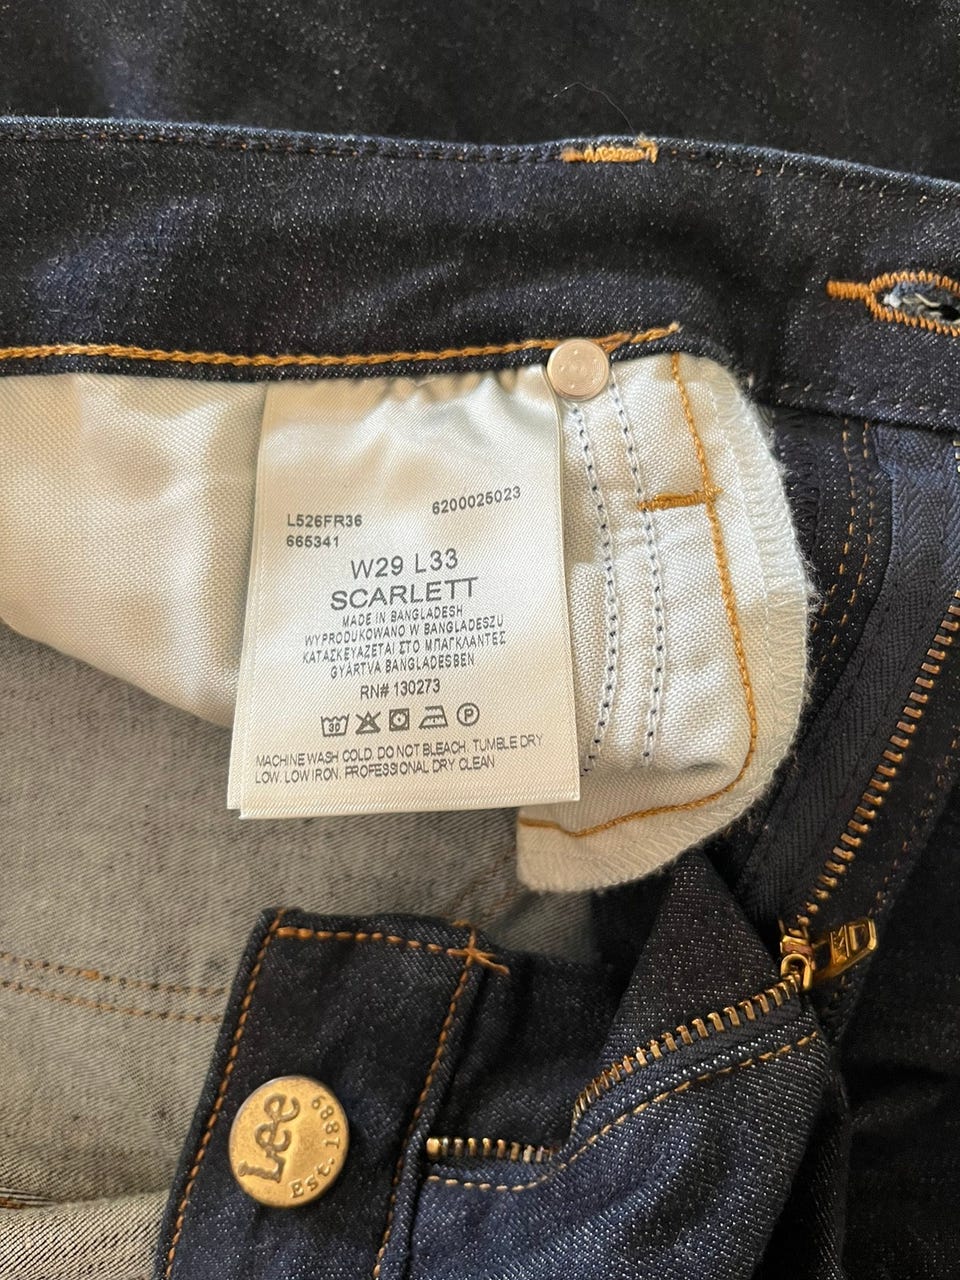 L526FR36
6200025023
665341
W29 L33
SCARLETT
MADE IN BANGLADESH
WYPRODUKOWANO W BANGLADESZU
ΚΑΤΑΣΚΕΥΑΖΕΤΑΙ ΣΤΟ ΜΠΑΓΚΛΑΝΤΕΣ
GYÁRTVA BANGLADESBEN
RN# 130273
30 P
MACHINE WASH COLD. DO NOT BLEACH. TUMBLE DRY
LOW. LOW IRON. PROFESSIONAL DRY CLEAN
Lee
Est. 1889